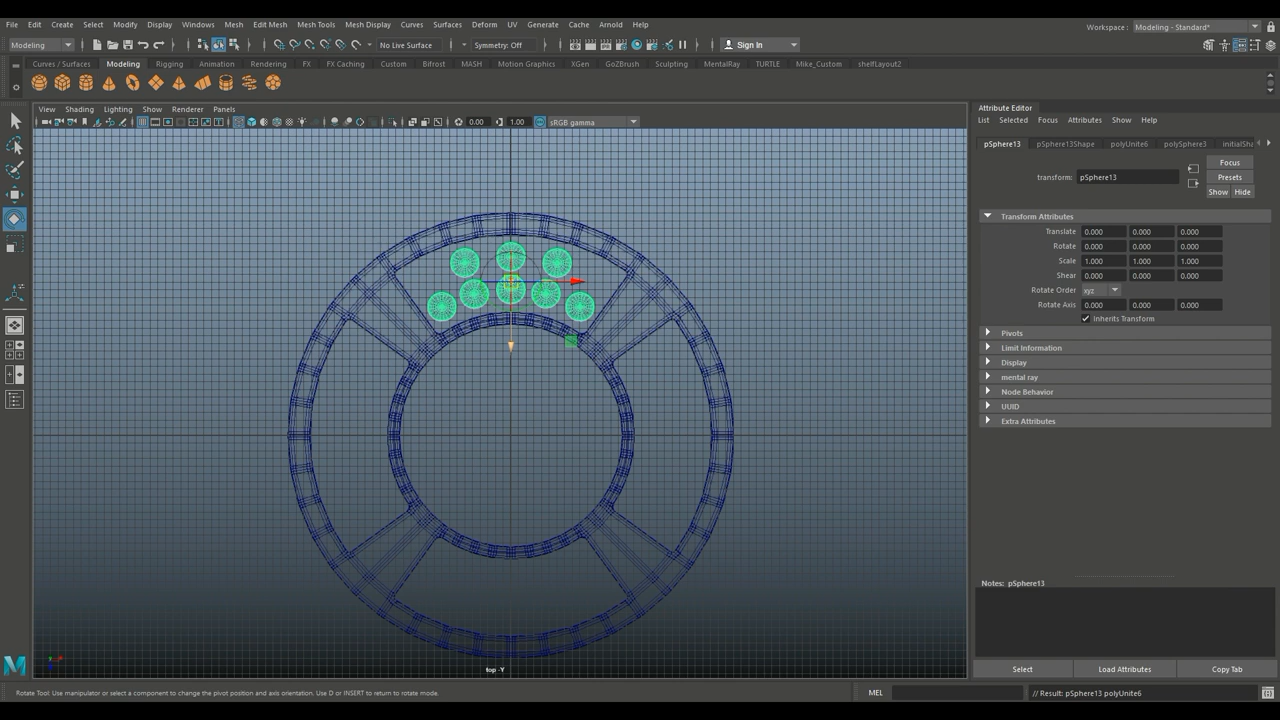 File Edit Create Select Modify Display Windows Mesh Edit Mesh Mesh Tools Mesh Display Curves Surfaces Deform UV Generate Cache Arnold Help
Workspace : Modeling - Standard*
Modeling No Live Surface Symmetry: Off Sign In
Curves / Surfaces Modeling Rigging Animation Rendering FX FX Caching Custom Bifrost MASH Motion Graphics XGen GoZBrush Sculpting MentalRay TURTLE Mike_Custom shelfLayout2
View Shading Lighting Show Renderer Panels
0.00 1.00 sRGB gamma
top -Y
Attribute Editor
List Selected Focus Attributes Show Help
pSphere13 pSphere13Shape polyUnite6 polySphere3 initialSha
Focus
transform: pSphere13 Presets
Show Hide
Transform Attributes
Translate 0.000 0.000 0.000
Rotate 0.000 0.000 0.000
Scale 1.000 1.000 1.000
Shear 0.000 0.000 0.000
Rotate Order xyz
Rotate Axis 0.000 0.000 0.000
Inherits Transform
Pivots
Limit Information
Display
mental ray
Node Behavior
UUID
Extra Attributes
Notes: pSphere13
Select Load Attributes Copy Tab
Rotate Tool: Use manipulator or select a component to change the pivot position and axis orientation. Use D or INSERT to return to rotate mode. MEL // Result: pSphere13 polyUnite6